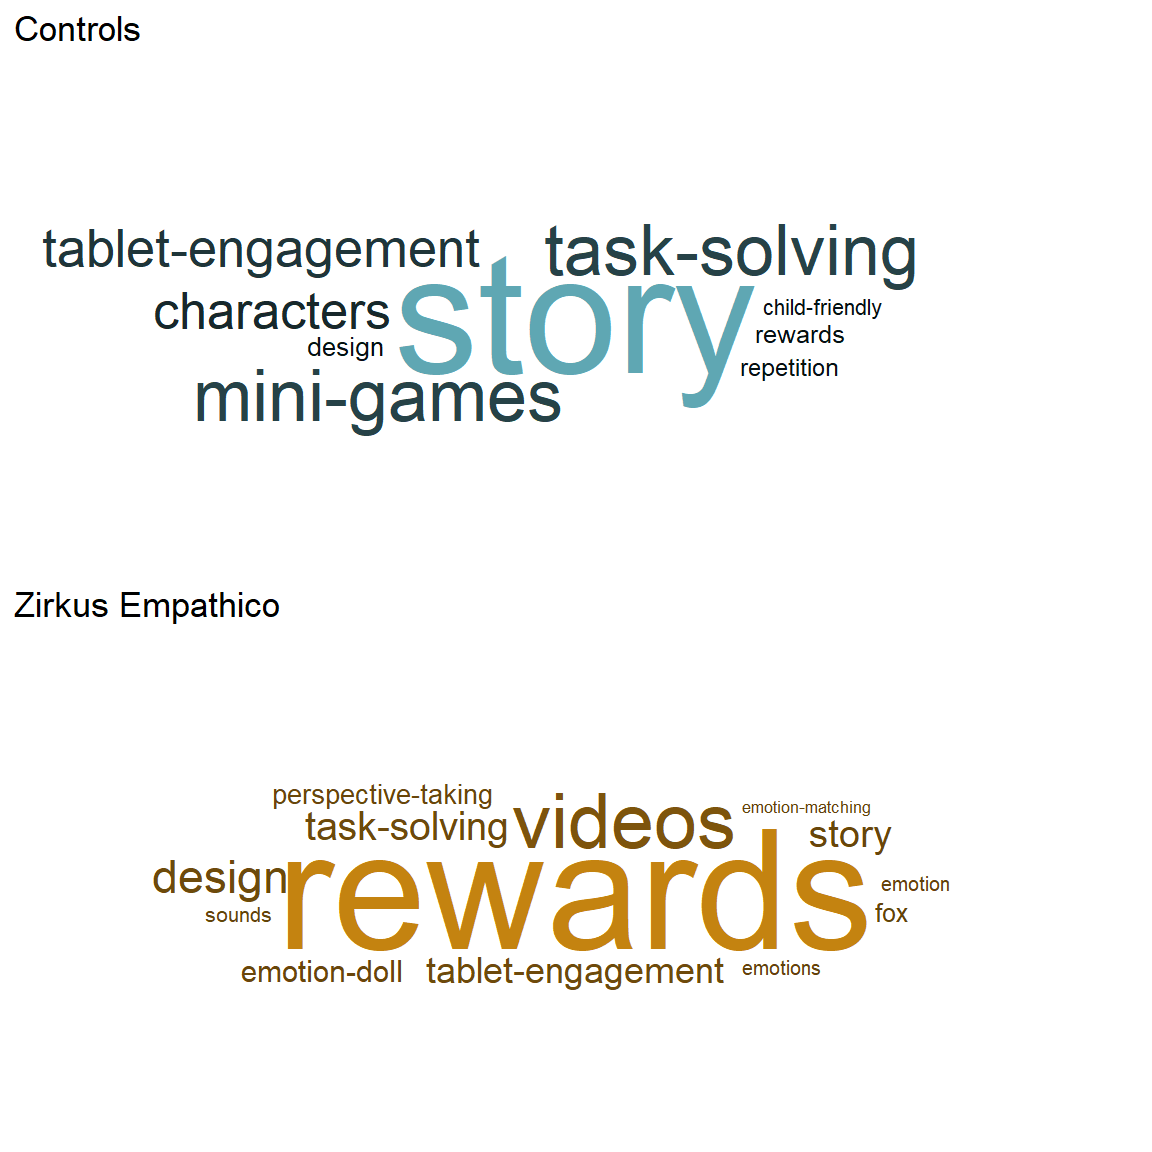 Controls
tablet-engagement
task-solving
story
characters
child-friendly
design
rewards
repetition
mini-games
Zirkus Empathico
perspective-taking
emotion-matching
task-solving
videos
story
design
rewards
emotion
sounds
fox
emotion-doll
tablet-engagement
emotions